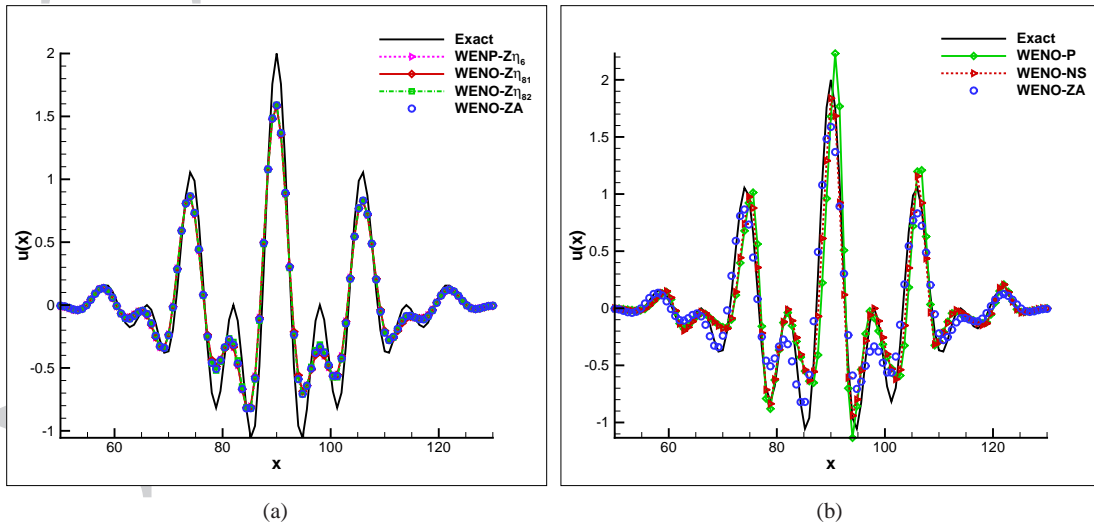 Exact
WENP-Zη6
WENO-Zη81
WENO-Zη82
WENO-ZA
2
1.5
1
0.5
0
-0.5
-1
u(x)
60
80
100
120
x
(a)
Exact
WENO-P
WENO-NS
WENO-ZA
2
1.5
1
0.5
0
-0.5
-1
u(x)
60
80
100
120
x
(b)